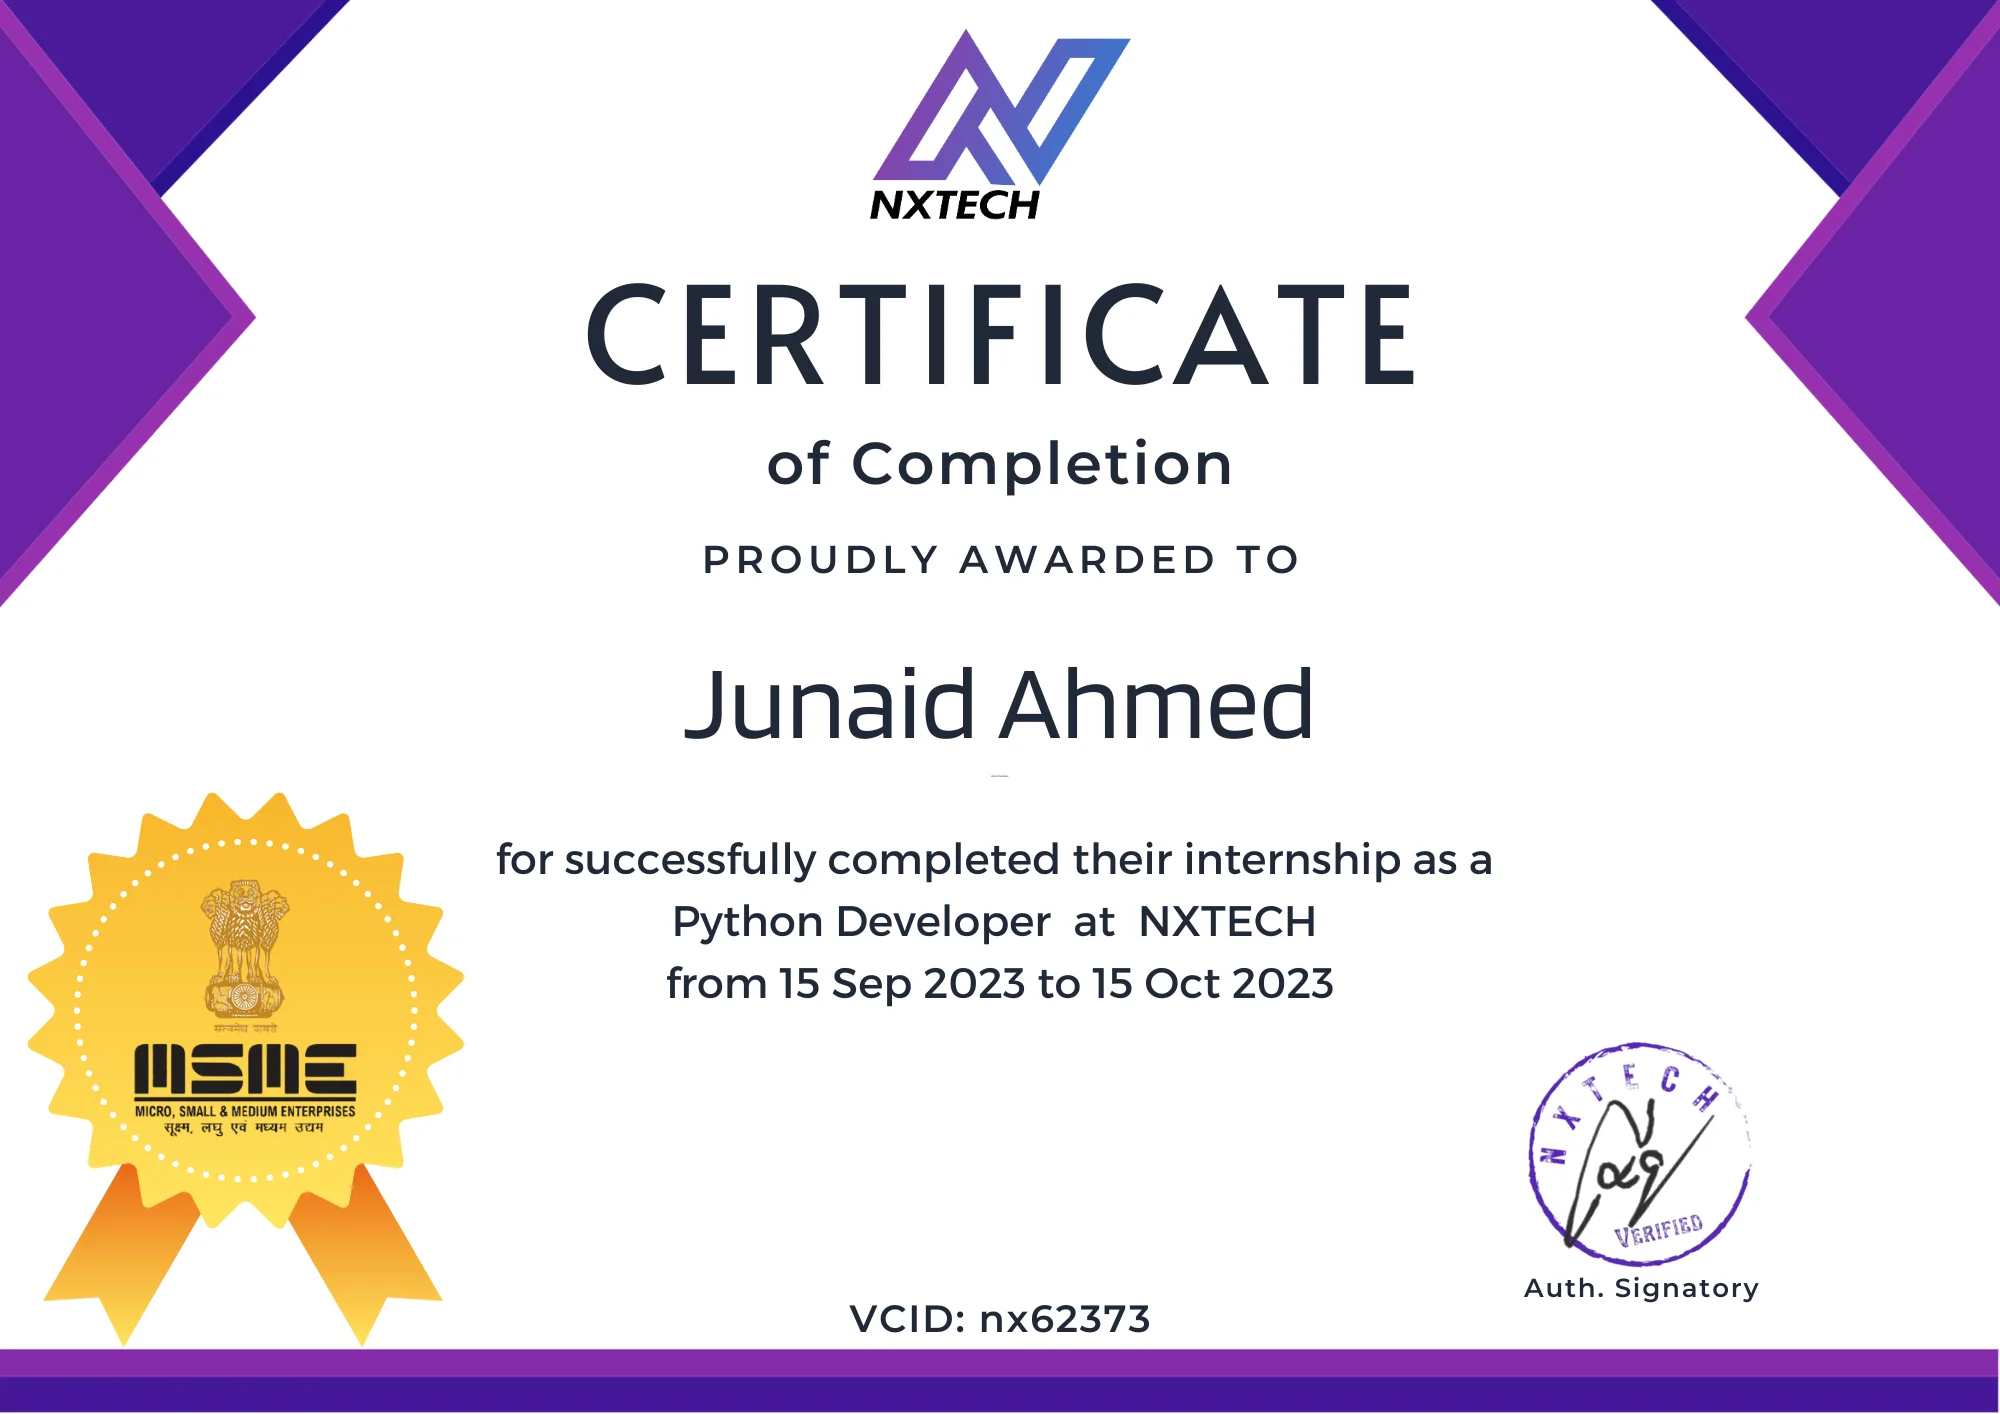 NXTECH
CERTIFICATE
of Completion
PROUDLY AWARDED TO
Junaid Ahmed
for successfully completed their internship as a
Python Developer at NXTECH
from 15 Sep 2023 to 15 Oct 2023
सत्यमेव जयते
MSME
MICRO, SMALL & MEDIUM ENTERPRISES
सूक्ष्म, लघु एवं मध्यम उद्यम
NXTECH
VERIFIED
Auth. Signatory
VCID: nx62373